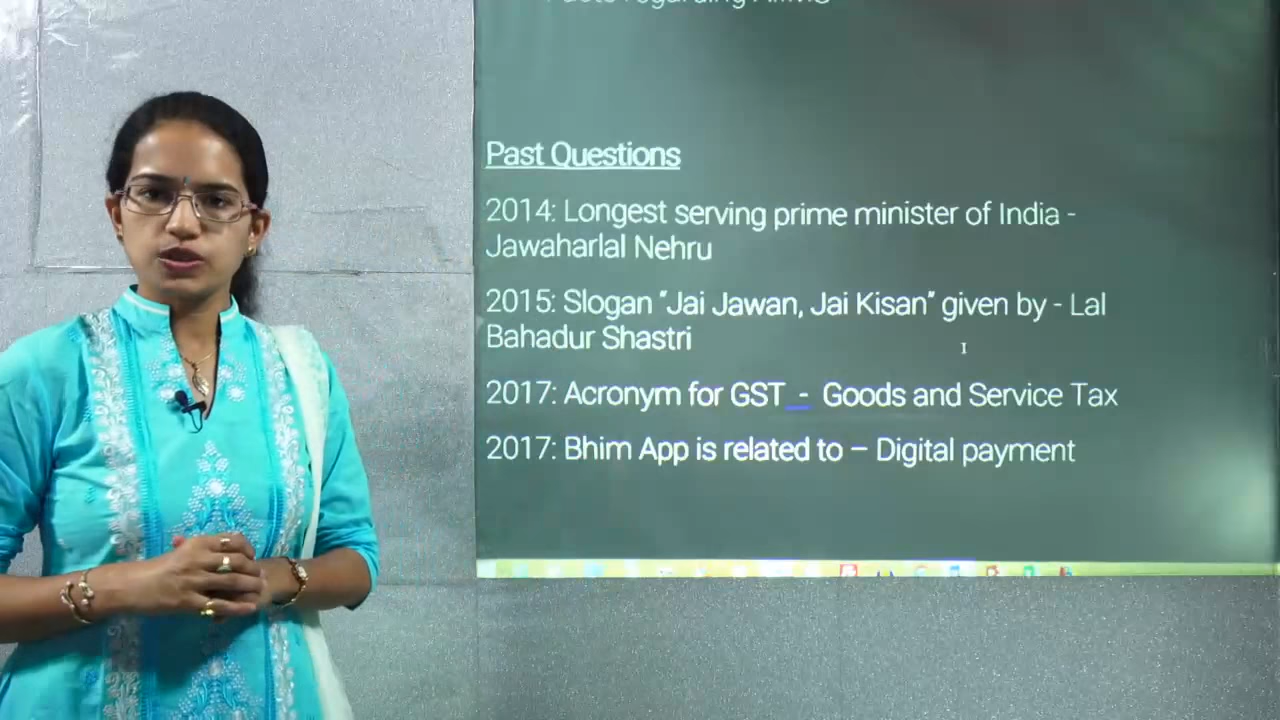 Past Questions
2014: Longest serving prime minister of India -
Jawaharlal Nehru
2015: Slogan "Jai Jawan, Jai Kisan" given by - Lal
Bahadur Shastri
2017: Acronym for GST - Goods and Service Tax
2017: Bhim App is related to – Digital payment